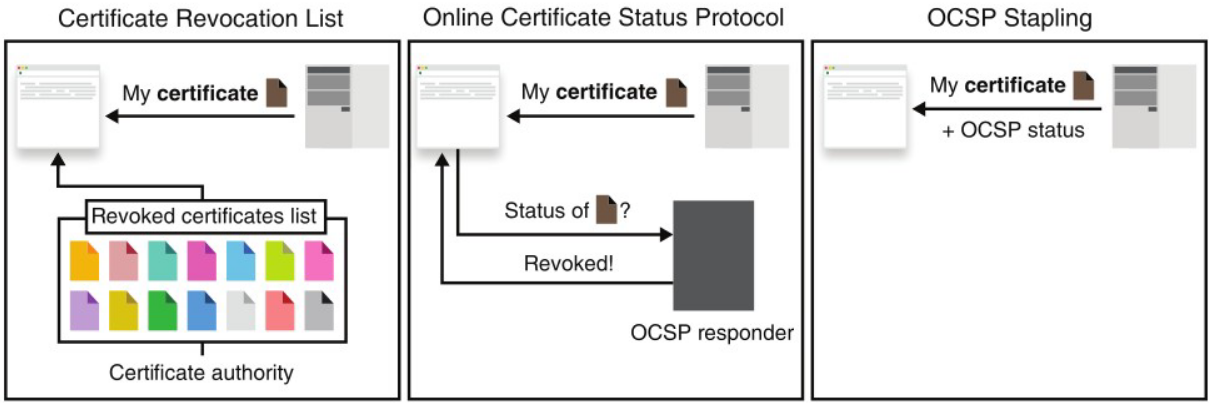 Certificate Revocation List
My certificate
Revoked certificates list
Certificate authority
Online Certificate Status Protocol
My certificate
Status of ?
Revoked!
OCSP responder
OCSP Stapling
My certificate
+ OCSP status